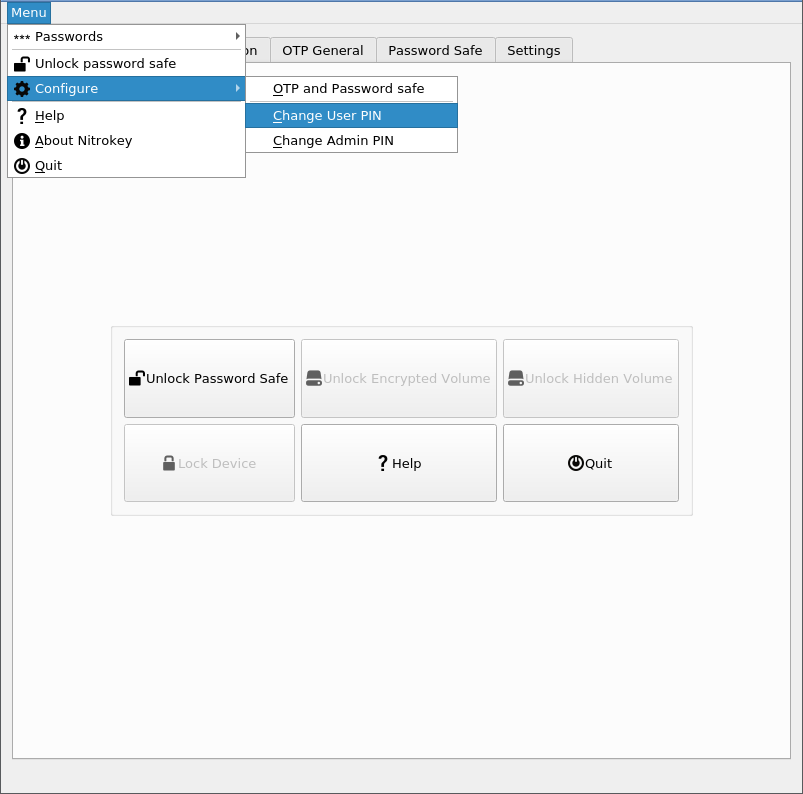 Menu
*** Passwords
Unlock password safe
Configure
Help
About Nitrokey
Quit
OTP General
Password Safe
Settings
OTP and Password safe
Change User PIN
Change Admin PIN
Unlock Password Safe
Unlock Encrypted Volume
Unlock Hidden Volume
Lock Device
? Help
Quit